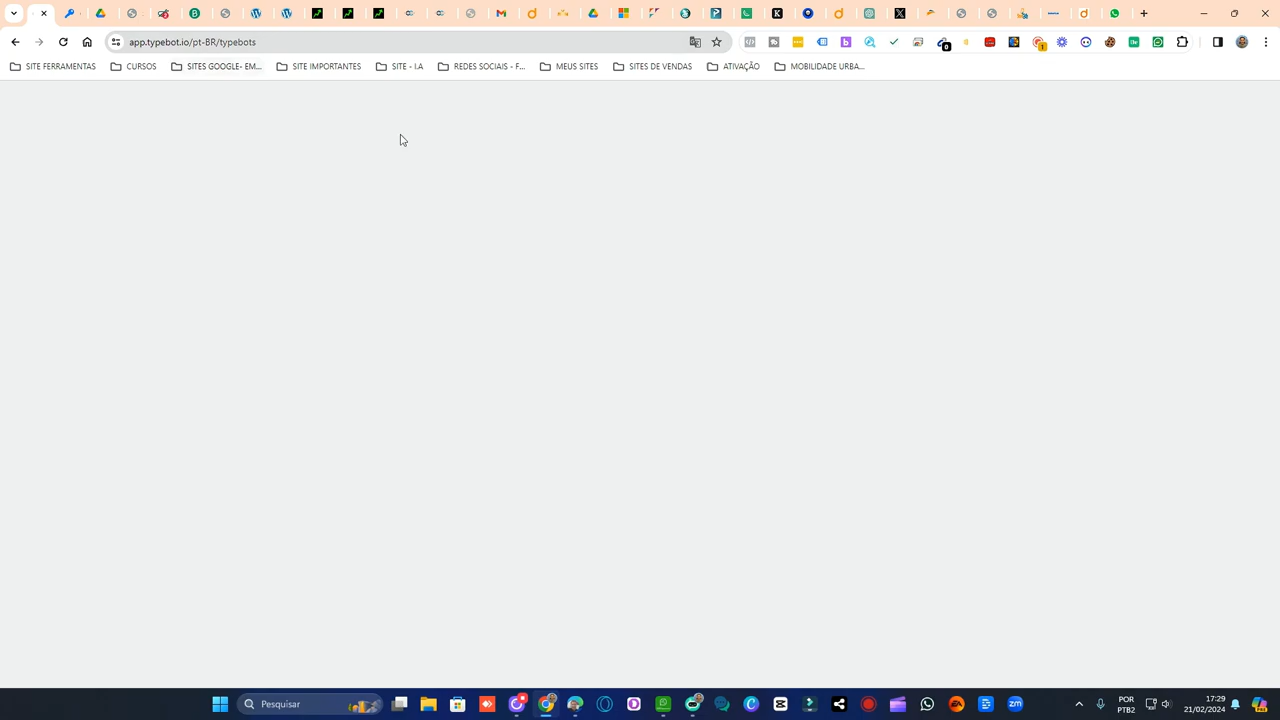 app.typebot.io/pt-BR/typebots
SITE FERRAMENTAS
CURSOS
SITES GOOGLE- EM...
SITE IMPORTANTES
SITE - I.A
REDES SOCIAIS - F...
MEUS SITES
SITES DE VENDAS
ATIVAÇÃO
MOBILIDADE URBA...
Pesquisar
POR
PTB2
17:29
21/02/2024